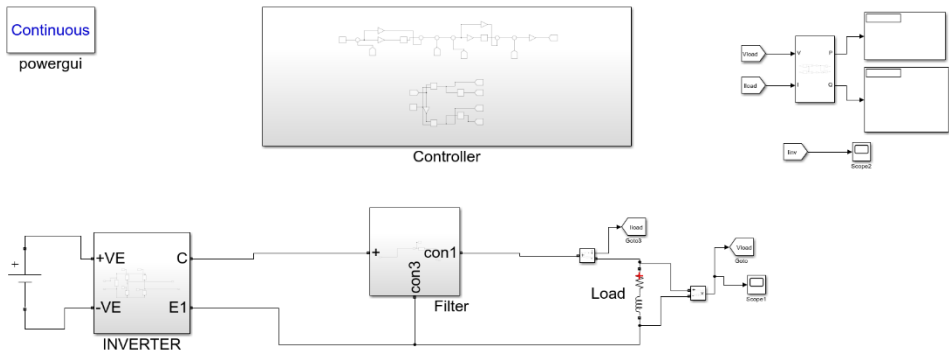 Continuous
powergui
Controller
Vload
Iload
V
I
P
Q
Iinv
Scope2
+
+VE
-VE
C
E1
INVERTER
+
con1
con3
Filter
Iload
Goto3
+
i
-
Load
+
-
v
Vload
Goto
Scope1